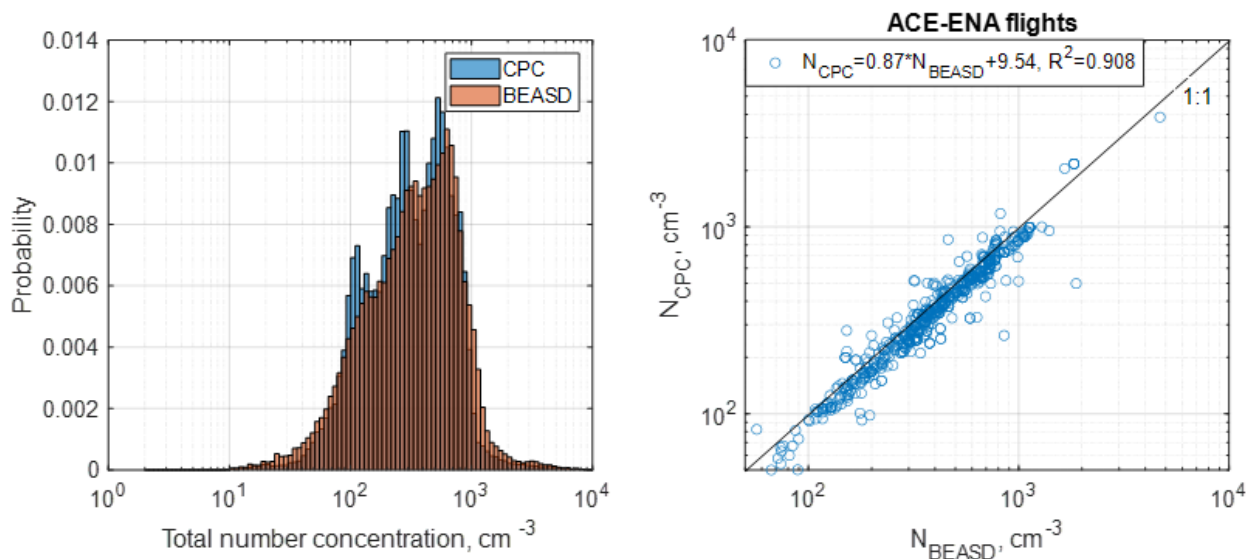 0.014
0.012
0.01
0.008
0.006
0.004
0.002
0
Probability
CPC
BEASD
10^0
10^1
10^2
10^3
10^4
Total number concentration, cm^-3
ACE-ENA flights
N_CPC=0.87*N_BEASD+9.54, R^2=0.908
1:1
10^4
10^3
10^2
N_CPC, cm^-3
10^2
10^3
10^4
N_BEASD, cm^-3